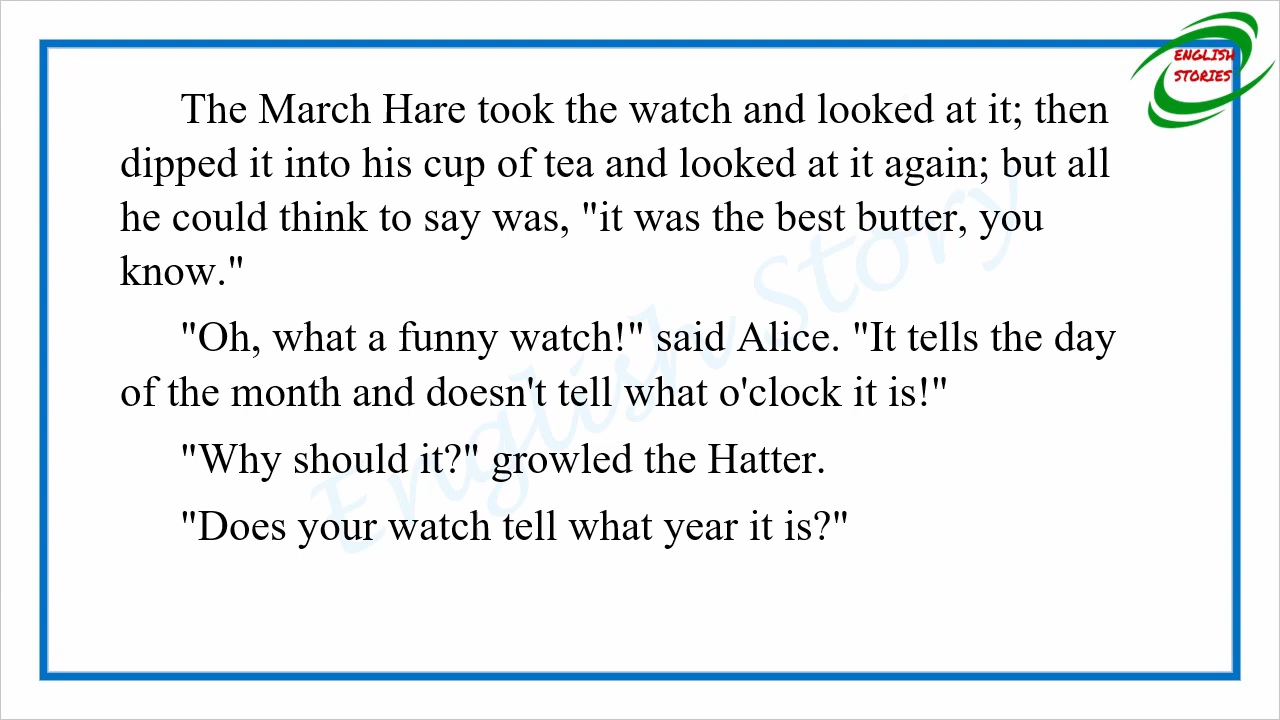 ENGLISH
STORIES
The March Hare took the watch and looked at it; then
dipped it into his cup of tea and looked at it again; but all
he could think to say was, "it was the best butter, you
know."
"Oh, what a funny watch!" said Alice. "It tells the day
of the month and doesn't tell what o'clock it is!"
"Why should it?" growled the Hatter.
"Does your watch tell what year it is?"
English Story